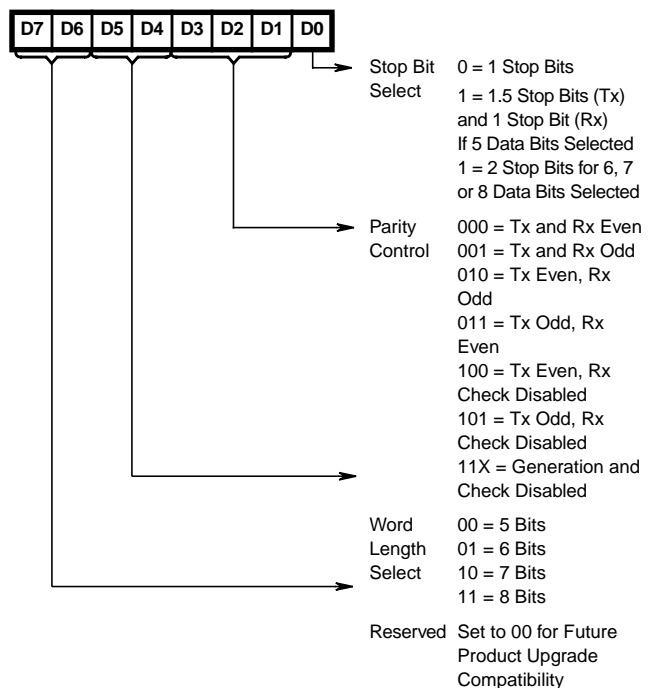 D7 D6 D5 D4 D3 D2 D1 D0
Stop Bit 0 = 1 Stop Bits
Select 1 = 1.5 Stop Bits (Tx)
and 1 Stop Bit (Rx)
If 5 Data Bits Selected
1 = 2 Stop Bits for 6, 7
or 8 Data Bits Selected
Parity 000 = Tx and Rx Even
Control 001 = Tx and Rx Odd
010 = Tx Even, Rx
Odd
011 = Tx Odd, Rx
Even
100 = Tx Even, Rx
Check Disabled
101 = Tx Odd, Rx
Check Disabled
11X = Generation and
Check Disabled
Word 00 = 5 Bits
Length 01 = 6 Bits
Select 10 = 7 Bits
11 = 8 Bits
Reserved Set to 00 for Future
Product Upgrade
Compatibility